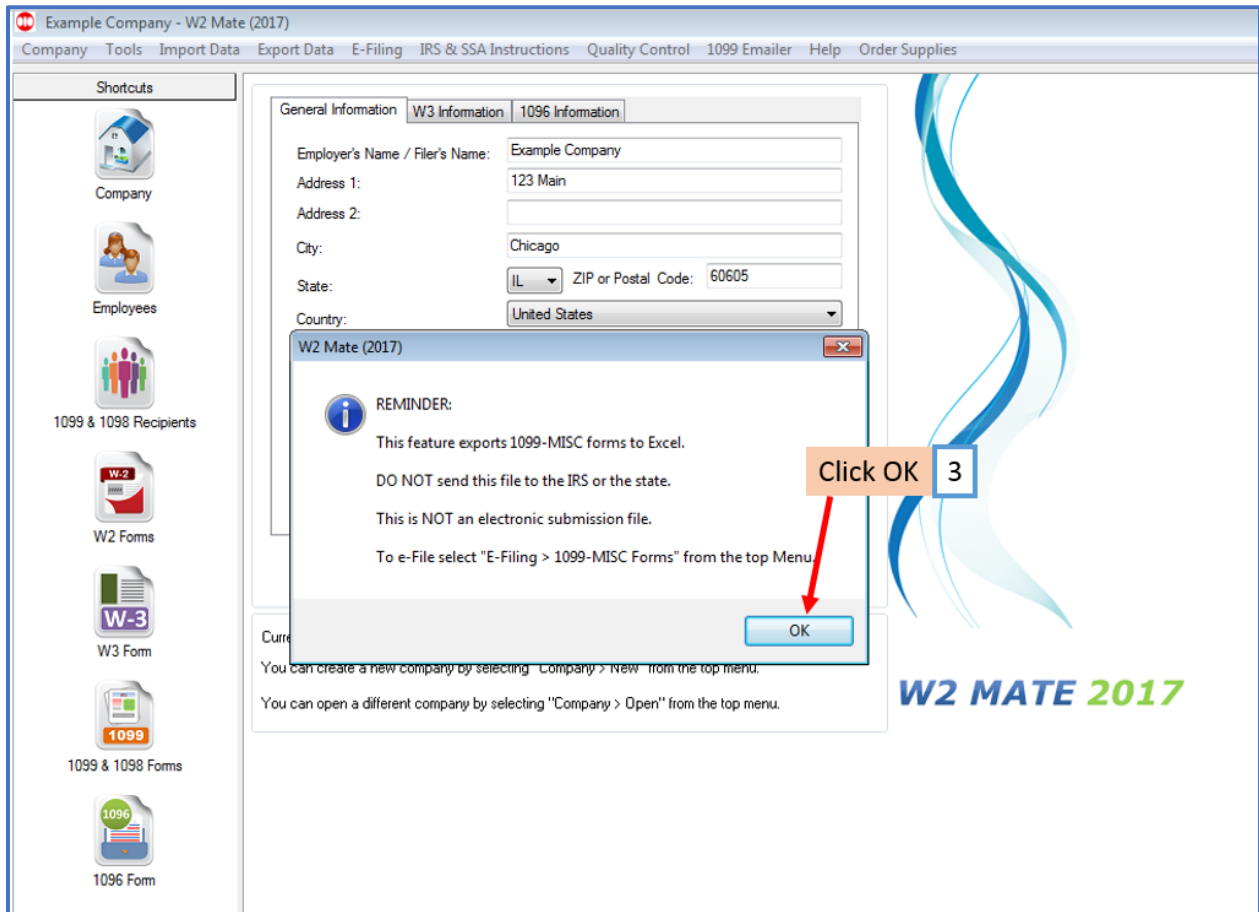 Example Company - W2 Mate (2017)
Company Tools Import Data Export Data E-Filing IRS & SSA Instructions Quality Control 1099 Emailer Help Order Supplies
Shortcuts
Company
Employees
1099 & 1098 Recipients
W-2
W2 Forms
W-3
W3 Form
1099
1099 & 1098 Forms
1096
1096 Form
General Information W3 Information 1096 Information
Employer's Name / Filer's Name: Example Company
Address 1: 123 Main
Address 2:
City: Chicago
State: IL ZIP or Postal Code: 60605
Country: United States
W2 Mate (2017)
REMINDER:
This feature exports 1099-MISC forms to Excel.
DO NOT send this file to the IRS or the state.
This is NOT an electronic submission file.
To e-File select "E-Filing > 1099-MISC Forms" from the top Menu.
OK
Click OK 3
You can create a new company by selecting "Company > New" from the top menu.
You can open a different company by selecting "Company > Open" from the top menu.
W2 MATE 2017